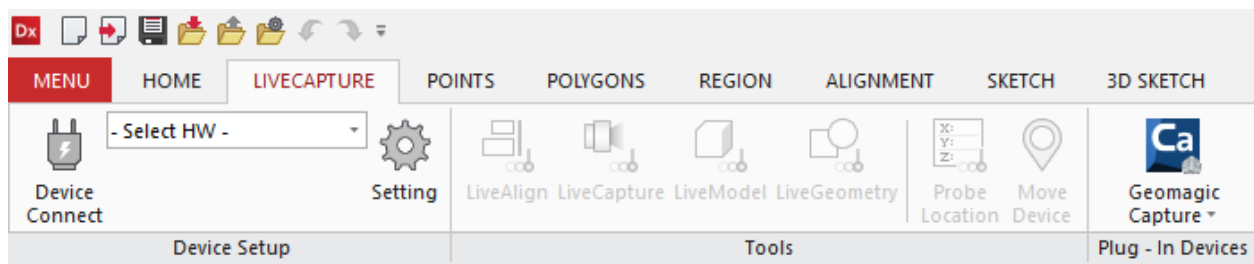 Dx
MENU HOME LIVECAPTURE POINTS POLYGONS REGION ALIGNMENT SKETCH 3D SKETCH
- Select HW -
X:
Y:
Z:
Ca
Device Connect
Setting
LiveAlign LiveCapture LiveModel LiveGeometry
Probe Location
Move Device
Geomagic Capture
Device Setup Tools Plug - In Devices